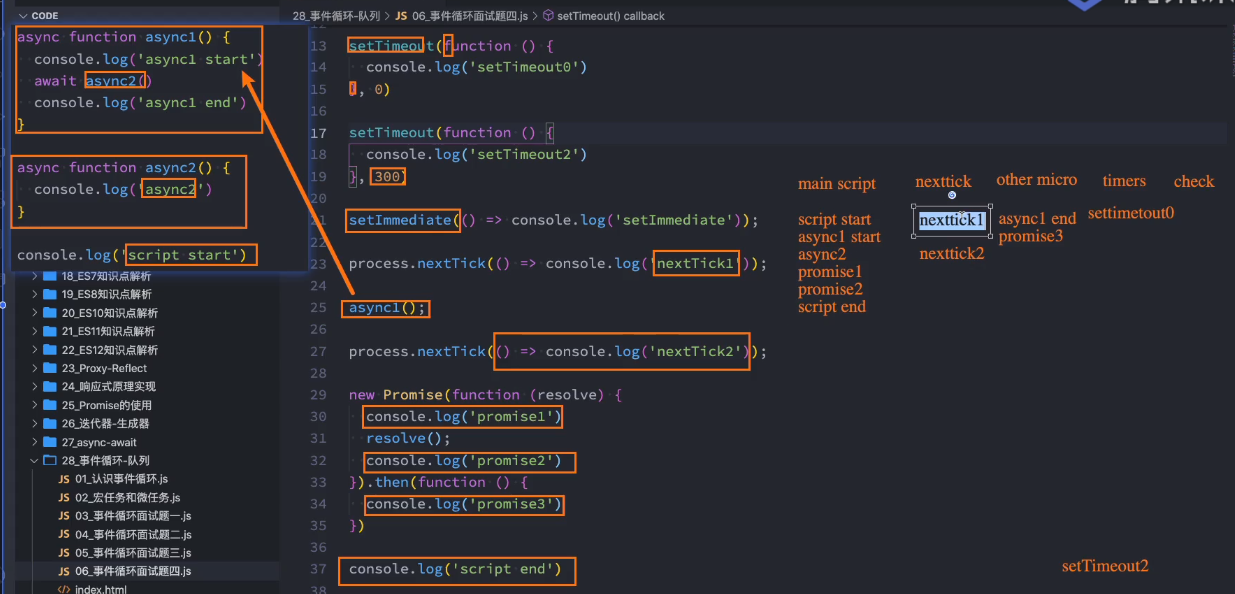 CODE
async function async1() {
console.log('async1 start')
await async2()
console.log('async1 end')
}
async function async2() {
console.log('async2')
}
console.log('script start')
18_ES7知识点解析
19_ES8知识点解析
20_ES10知识点解析
21_ES11知识点解析
22_ES12知识点解析
23_Proxy-Reflect
24_响应式原理实现
25_Promise的使用
26_迭代器-生成器
27_async-await
28_事件循环-队列
JS 01_认识事件循环.js
JS 02_宏任务和微任务.js
JS 03_事件循环面试题一.js
JS 04_事件循环面试题二.js
JS 05_事件循环面试题三.js
JS 06_事件循环面试题四.js
index.html
28_事件循环-队列 > JS 06_事件循环面试题四.js > setTimeout() callback
13 setTimeout(function () {
14 console.log('setTimeout0')
15 }, 0)
16
17 setTimeout(function () {
18 console.log('setTimeout2')
19 }, 300)
20
21 setImmediate(() => console.log('setImmediate'));
22
23 process.nextTick(() => console.log('nextTick1'));
24
25 async1();
26
27 process.nextTick(() => console.log('nextTick2'));
28
29 new Promise(function (resolve) {
30 console.log('promise1')
31 resolve();
32 console.log('promise2')
33 }).then(function () {
34 console.log('promise3')
35 })
36
37 console.log('script end')
38
main script
script start
async1 start
async2
promise1
promise2
script end
nexttick
nexttick1
nexttick2
other micro
async1 end
promise3
timers
settimetout0
check
setTimeout2